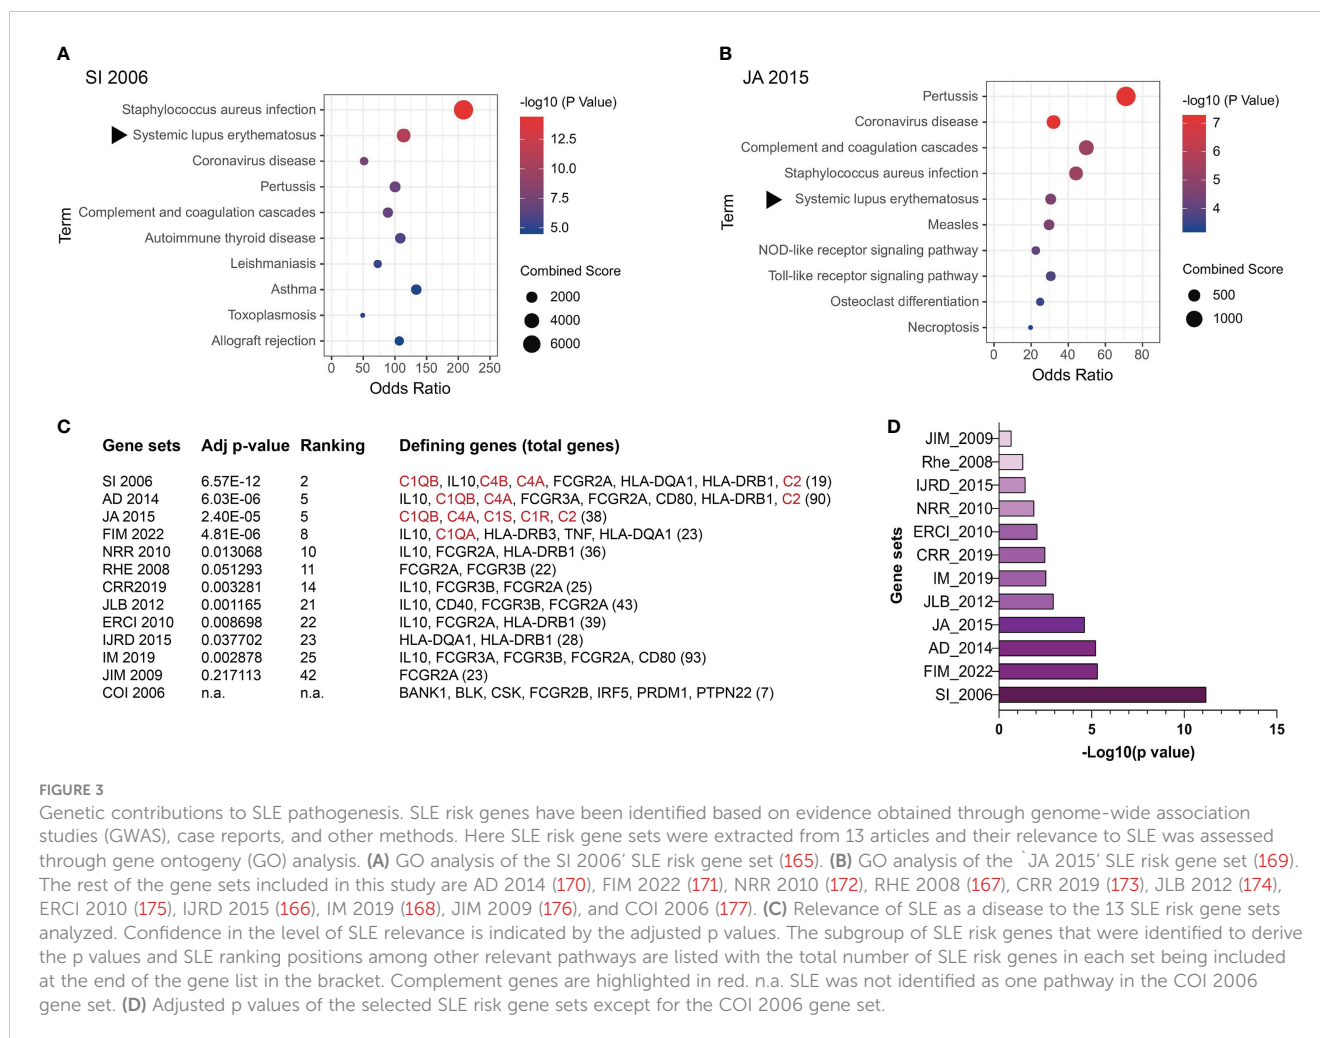 A
SI 2006
Term
Staphylococcus aureus infection
Systemic lupus erythematosus
Coronavirus disease
Pertussis
Complement and coagulation cascades
Autoimmune thyroid disease
Leishmaniasis
Asthma
Toxoplasmosis
Allograft rejection
0 50 100 150 200 250
Odds Ratio
-log10 (P Value)
12.5
10.0
7.5
5.0
Combined Score
2000
4000
6000
B
JA 2015
Term
Pertussis
Coronavirus disease
Complement and coagulation cascades
Staphylococcus aureus infection
Systemic lupus erythematosus
Measles
NOD-like receptor signaling pathway
Toll-like receptor signaling pathway
Osteoclast differentiation
Necroptosis
0 20 40 60 80
Odds Ratio
-log10 (P Value)
7
6
5
4
Combined Score
500
1000
C
Gene sets Adj p-value Ranking Defining genes (total genes)
SI 2006 6.57E-12 2 C1QB, IL10,C4B, C4A, FCGR2A, HLA-DQA1, HLA-DRB1, C2 (19)
AD 2014 6.03E-06 5 IL10, C1QB, C4A, FCGR3A, FCGR2A, CD80, HLA-DRB1, C2 (90)
JA 2015 2.40E-05 5 C1QB, C4A, C1S, C1R, C2 (38)
FIM 2022 4.81E-06 8 IL10, C1QA, HLA-DRB3, TNF, HLA-DQA1 (23)
NRR 2010 0.013068 10 IL10, FCGR2A, HLA-DRB1 (36)
RHE 2008 0.051293 11 FCGR2A, FCGR3B (22)
CRR2019 0.003281 14 IL10, FCGR3B, FCGR2A (25)
JLB 2012 0.001165 21 IL10, CD40, FCGR3B, FCGR2A (43)
ERCI 2010 0.008698 22 IL10, FCGR2A, HLA-DRB1 (39)
IJRD 2015 0.037702 23 HLA-DQA1, HLA-DRB1 (28)
IM 2019 0.002878 25 IL10, FCGR3A, FCGR3B, FCGR2A, CD80 (93)
JIM 2009 0.217113 42 FCGR2A (23)
COI 2006 n.a. n.a. BANK1, BLK, CSK, FCGR2B, IRF5, PRDM1, PTPN22 (7)
D
Gene sets
JIM_2009
Rhe_2008
IJRD_2015
NRR_2010
ERCI_2010
CRR_2019
IM_2019
JLB_2012
JA_2015
AD_2014
FIM_2022
SI_2006
0 5 10 15
-Log10(p value)
FIGURE 3
Genetic contributions to SLE pathogenesis. SLE risk genes have been identified based on evidence obtained through genome-wide association
studies (GWAS), case reports, and other methods. Here SLE risk gene sets were extracted from 13 articles and their relevance to SLE was assessed
through gene ontogeny (GO) analysis. (A) GO analysis of the SI 2006' SLE risk gene set (165). (B) GO analysis of the `JA 2015' SLE risk gene set (169).
The rest of the gene sets included in this study are AD 2014 (170), FIM 2022 (171), NRR 2010 (172), RHE 2008 (167), CRR 2019 (173), JLB 2012 (174),
ERCI 2010 (175), IJRD 2015 (166), IM 2019 (168), JIM 2009 (176), and COI 2006 (177). (C) Relevance of SLE as a disease to the 13 SLE risk gene sets
analyzed. Confidence in the level of SLE relevance is indicated by the adjusted p values. The subgroup of SLE risk genes that were identified to derive
the p values and SLE ranking positions among other relevant pathways are listed with the total number of SLE risk genes in each set being included
at the end of the gene list in the bracket. Complement genes are highlighted in red. n.a. SLE was not identified as one pathway in the COI 2006
gene set. (D) Adjusted p values of the selected SLE risk gene sets except for the COI 2006 gene set.